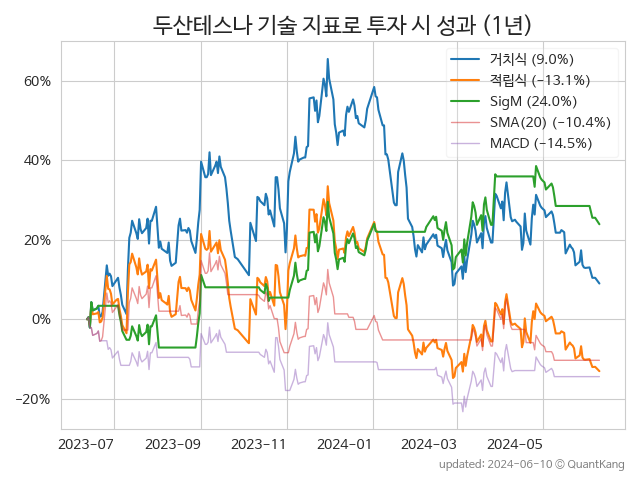 두산테스나 기술 지표로 투자 시 성과 (1년)
거치식 (9.0%)
적립식 (−13.1%)
SigM (24.0%)
SMA(20) (−10.4%)
MACD (−14.5%)
60%
40%
20%
0%
−20%
2023−07 2023−09 2023−11 2024−01 2024−03 2024−05
updated: 2024−06−10 © QuantKang